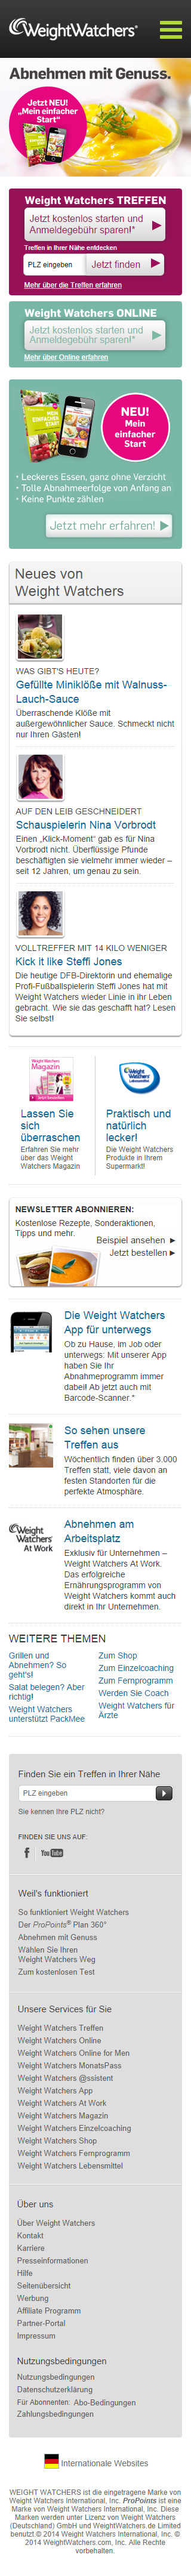 WeightWatchers
Abnehmen mit Genuss.
Jetzt NEU!
„Mein einfacher
Start"
Weight Watchers TREFFEN
Jetzt kostenlos starten und
Anmeldegebühr sparen!*
Treffen in Ihrer Nähe entdecken
PLZ eingeben
Jetzt finden
Mehr über die Treffen erfahren
Weight Watchers ONLINE
Jetzt kostenlos starten und
Anmeldegebühr sparen!*
Mehr über Online erfahren
NEU!
Mein
einfacher
Start
• Leckeres Essen, ganz ohne Verzicht
• Tolle Abnahmeerfolge von Anfang an
• Keine Punkte zählen
Jetzt mehr erfahren!
Neues von
Weight Watchers
WAS GIBT'S HEUTE?
Gefüllte Miniklöße mit Walnuss-
Lauch-Sauce
Überraschende Klöße mit
außergewöhnlicher Sauce. Schmeckt nicht
nur Ihren Gästen!
AUF DEN LEIB GESCHNEIDERT
Schauspielerin Nina Vorbrodt
Einen „Klick-Moment" gab es für Nina
Vorbrodt nicht. Überflüssige Pfunde
beschäftigten sie vielmehr immer wieder –
seit 12 Jahren, um genau zu sein.
VOLLTREFFER MIT 14 KILO WENIGER
Kick it like Steffi Jones
Die heutige DFB-Direktorin und ehemalige
Profi-Fußballspielerin Steffi Jones hat mit
Weight Watchers wieder Linie in ihr Leben
gebracht. Wie sie das geschafft hat? Lesen
Sie selbst!
Lassen Sie
sich
überraschen
Erfahren Sie mehr
über das Weight
Watchers Magazin
Praktisch und
natürlich
lecker!
Die Weight Watchers
Produkte in Ihrem
Supermarkt!
NEWSLETTER ABONNIEREN:
Kostenlose Rezepte, Sonderaktionen,
Tipps und mehr.
Beispiel ansehen
Jetzt bestellen
Die Weight Watchers
App für unterwegs
Ob zu Hause, im Job oder
unterwegs: Mit unserer App
haben Sie Ihr
Abnahmeprogramm immer
dabei! Ab jetzt auch mit
Barcode-Scanner.*
So sehen unsere
Treffen aus
Wöchentlich finden über 3.000
Treffen statt, viele davon an
festen Standorten für die
perfekte Atmosphäre.
WeightWatchers
At Work
Abnehmen am
Arbeitsplatz
Exklusiv für Unternehmen –
Weight Watchers At Work.
Das erfolgreiche
Ernährungsprogramm von
Weight Watchers kommt auch
direkt in Ihr Unternehmen.
WEITERE THEMEN
Grillen und
Abnehmen? So
geht's!
Salat belegen? Aber
richtig!
Weight Watchers
unterstützt PackMee
Zum Shop
Zum Einzelcoaching
Zum Fernprogramm
Werden Sie Coach
Weight Watchers für
Ärzte
Finden Sie ein Treffen in Ihrer Nähe
PLZ eingeben
Sie kennen Ihre PLZ nicht?
FINDEN SIE UNS AUF:
f
YouTube
Weil's funktioniert
So funktioniert Weight Watchers
Der ProPoints® Plan 360°
Abnehmen mit Genuss
Wählen Sie Ihren
Weight Watchers Weg
Zum kostenlosen Test
Unsere Services für Sie
Weight Watchers Treffen
Weight Watchers Online
Weight Watchers Online for Men
Weight Watchers MonatsPass
Weight Watchers @ssistent
Weight Watchers App
Weight Watchers At Work
Weight Watchers Magazin
Weight Watchers Einzelcoaching
Weight Watchers Shop
Weight Watchers Fernprogramm
Weight Watchers Lebensmittel
Über uns
Über Weight Watchers
Kontakt
Karriere
Presseinformationen
Hilfe
Seitenübersicht
Werbung
Affiliate Programm
Partner-Portal
Impressum
Nutzungsbedingungen
Nutzungsbedingungen
Datenschutzerklärung
Für Abonnenten: Abo-Bedingungen
Zahlungsbedingungen
Internationale Websites
WEIGHT WATCHERS ist die eingetragene Marke von
Weight Watchers International, Inc. ProPoints ist eine
Marke von Weight Watchers International, Inc. Diese
Marken werden unter Lizenz von Weight Watchers
(Deutschland) GmbH und WeightWatchers.de Limited
benutzt.© 2014 Weight Watchers International, Inc. ©
2014 WeightWatchers.com, Inc. Alle Rechte
vorbehalten.